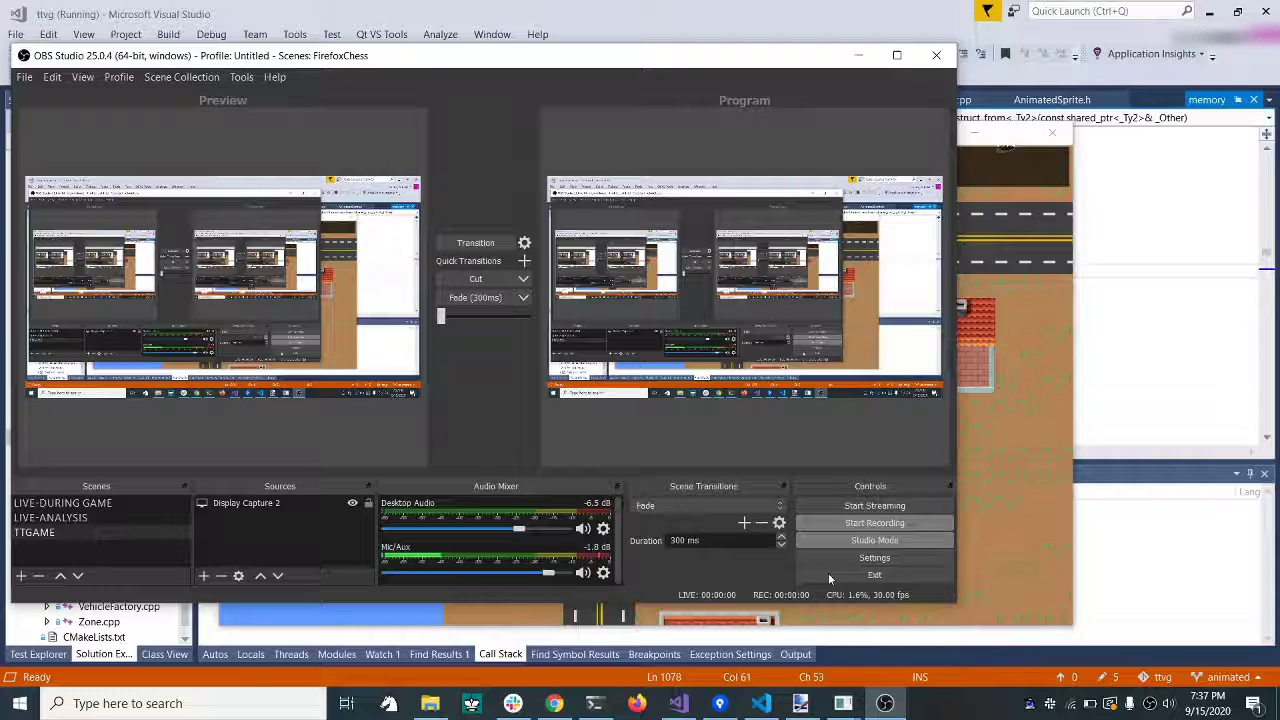 ttvg (Running) - Microsoft Visual Studio
Quick Launch (Ctrl+Q)
File Edit View Project Build Debug Team Tools Test Qt VS Tools Analyze Window Help
OBS Studio 25.0.4 (64-bit, windows) - Profile: Untitled - Scenes: FirefoxChess
Application Insights
File Edit View Profile Scene Collection Tools Help
cpp AnimatedSprite.h memory
Preview Program
struct_from<_Ty2>(const shared_ptr<_Ty2>& _Other)
Transition
Quick Transitions
Cut
Fade (300ms)
Scenes Sources Audio Mixer Scene Transitions Controls
LIVE-DURING GAME
LIVE-ANALYSIS
TTGAME
Display Capture 2
Desktop Audio -6.5 dB
Mic/Aux -1.8 dB
Fade
Duration 300 ms
Start Streaming
Start Recording
Studio Mode
Settings
Exit
Lang
LIVE: 00:00:00 REC: 00:00:00 CPU: 1.6%, 30.00 fps
VehicleFactory.cpp
Zone.cpp
CMakeLists.txt
Test Explorer Solution Ex... Class View Autos Locals Threads Modules Watch 1 Find Results 1 Call Stack Find Symbol Results Breakpoints Exception Settings Output
Ready Ln 1078 Col 61 Ch 53 INS 0 5 ttvg animated
Type here to search
7:37 PM
9/15/2020